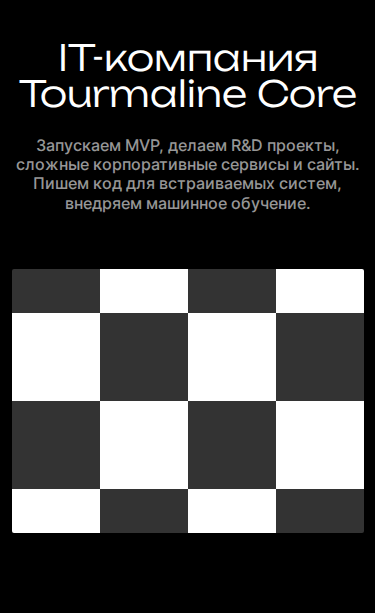 IT-компания
Tourmaline Core
Запускаем MVP, делаем R&D проекты,
сложные корпоративные сервисы и сайты.
Пишем код для встраиваемых систем,
внедряем машинное обучение.